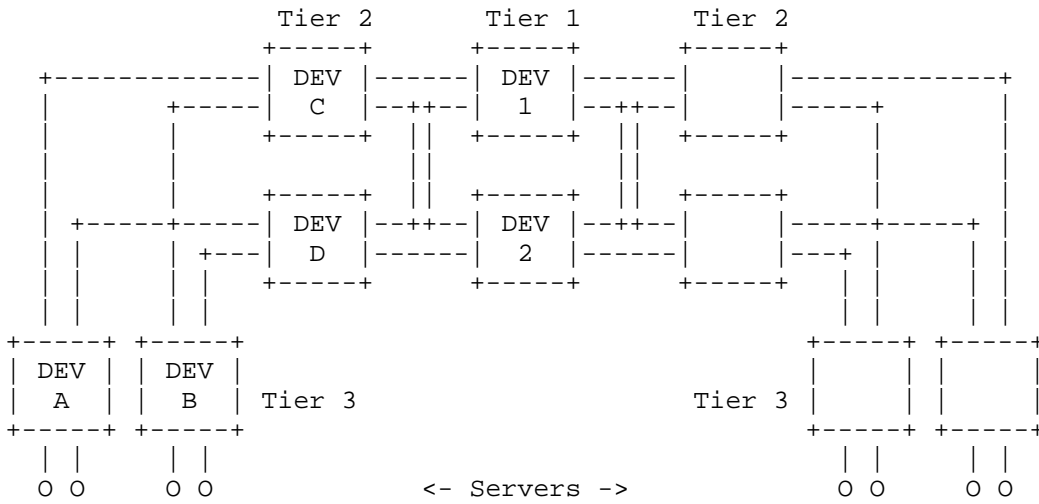 Tier 2 Tier 1 Tier 2
DEV DEV
C 1
DEV DEV
D 2
DEV DEV
A B Tier 3 Tier 3
O O O O <- Servers -> O O O O